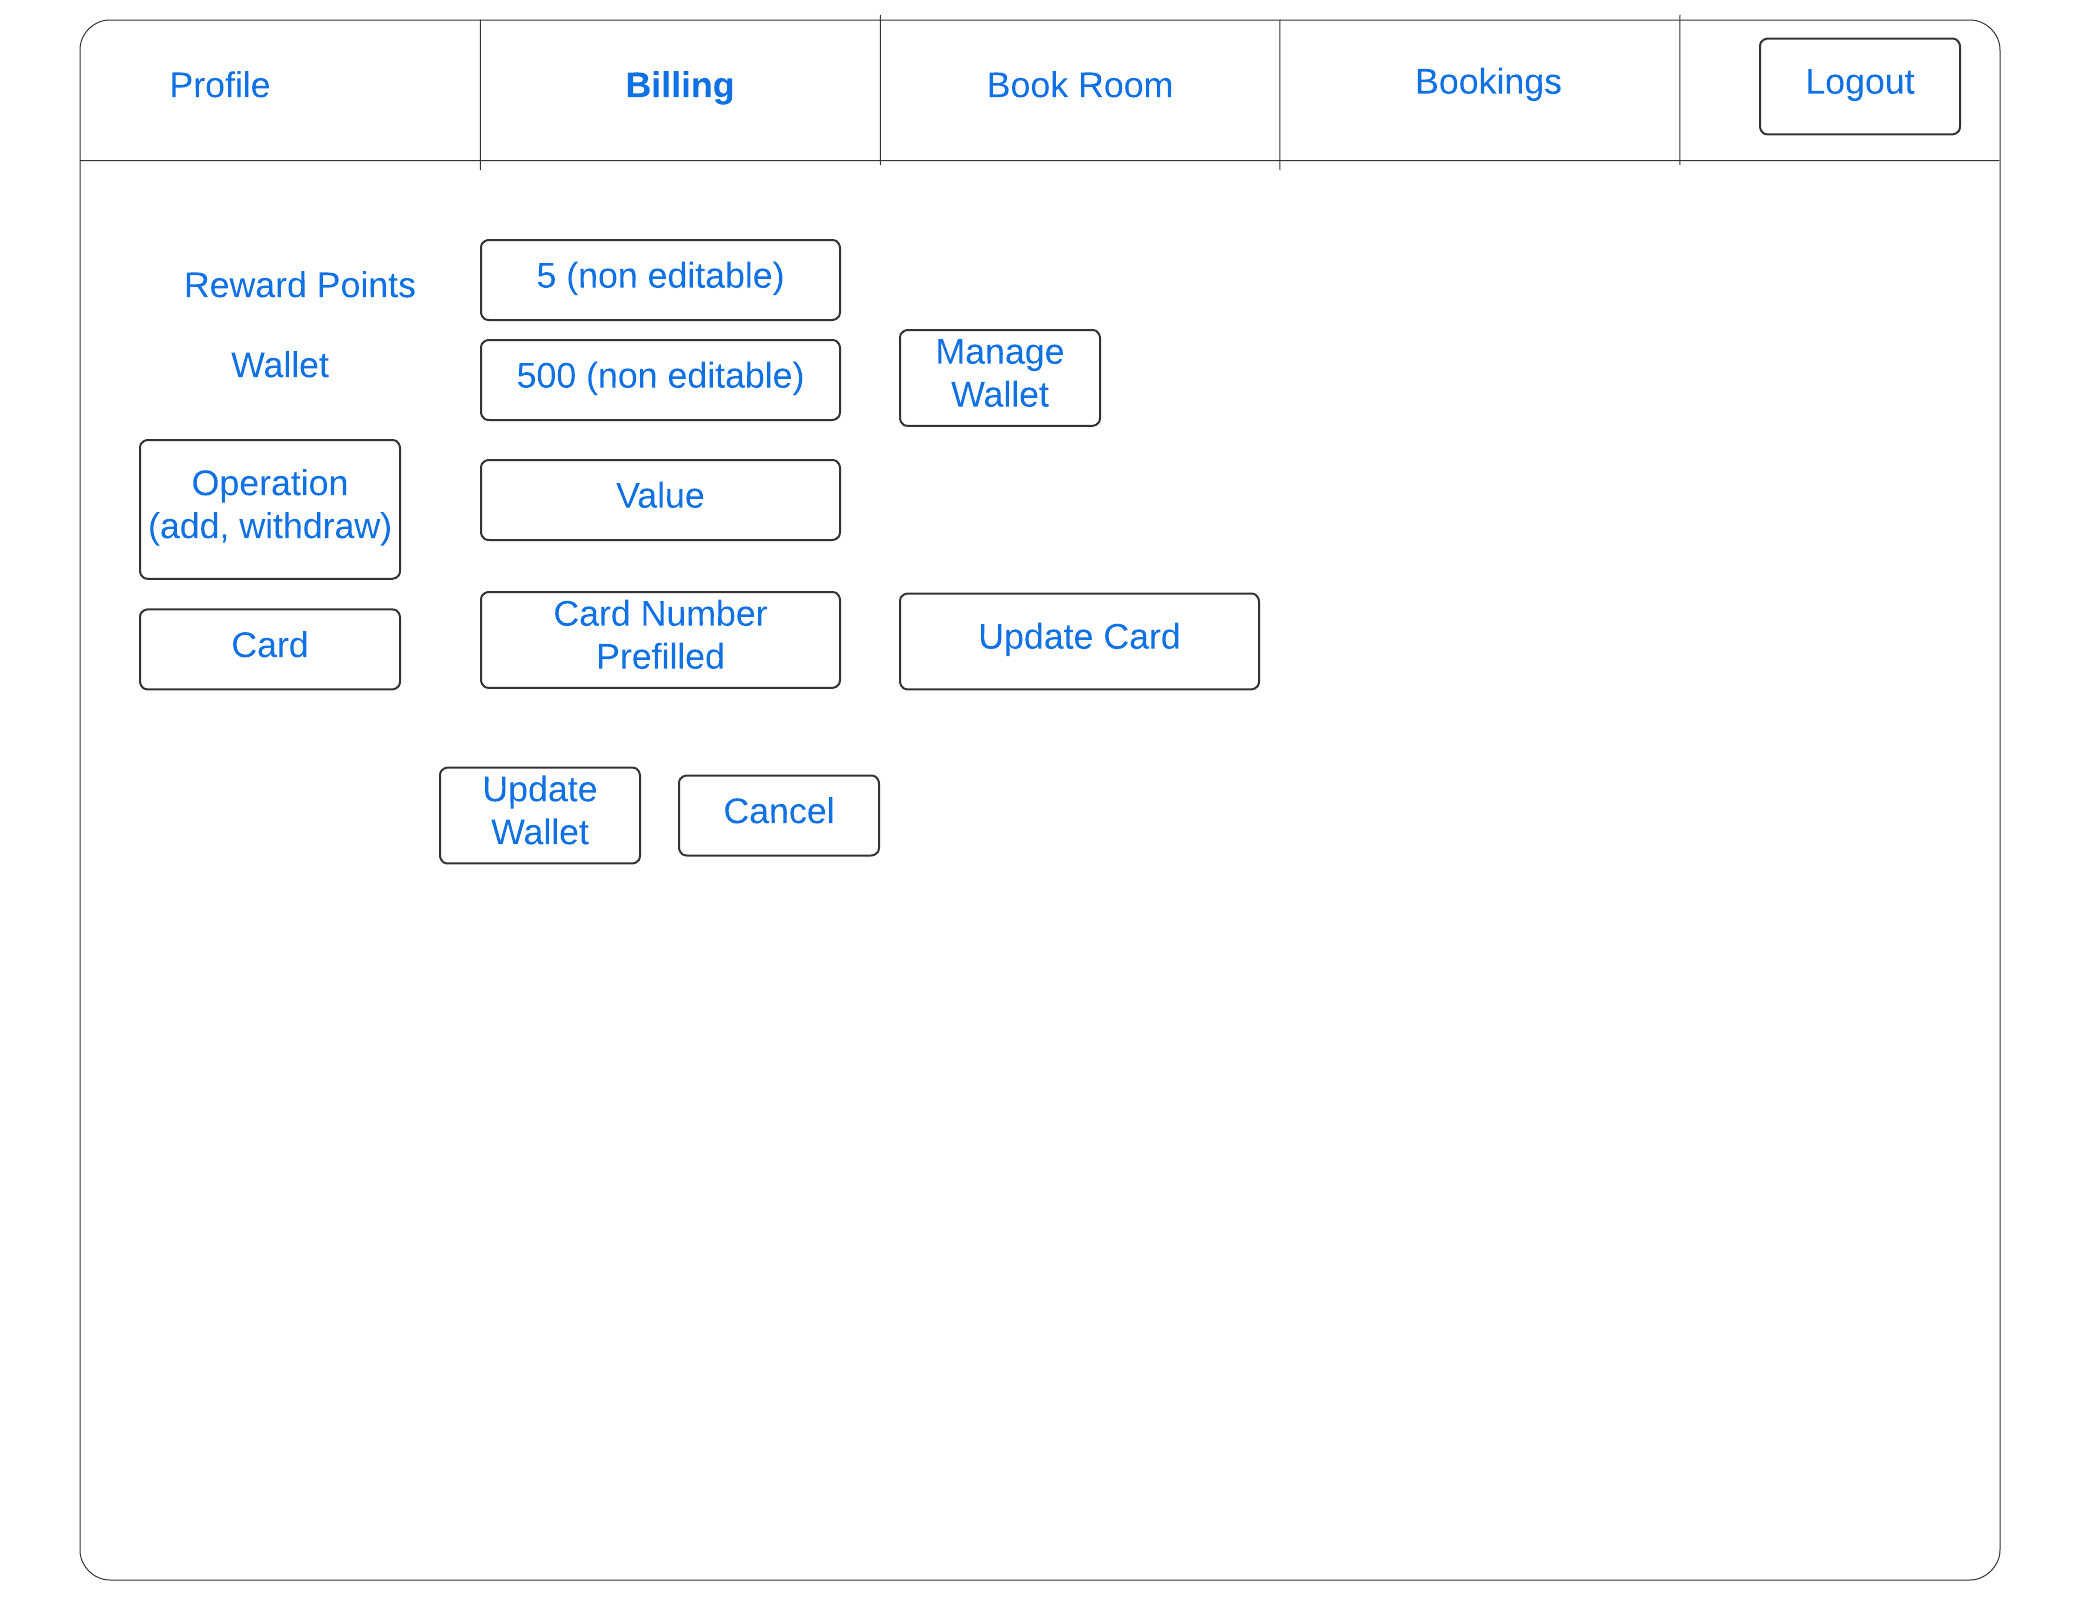 Profile
Billing
Book Room
Bookings
Logout
Reward Points
5 (non editable)
Wallet
500 (non editable)
Manage
Wallet
Operation
(add, withdraw)
Value
Card
Card Number
Prefilled
Update Card
Update
Wallet
Cancel